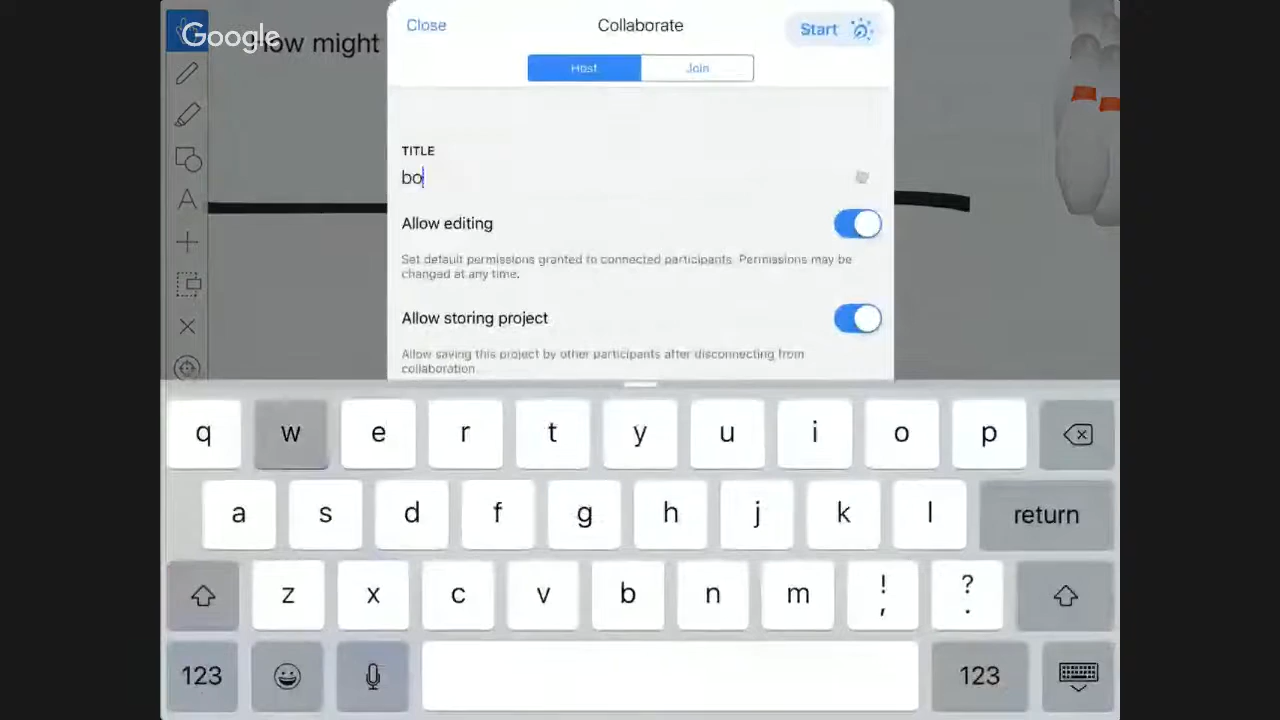 Google
how might
Close
Collaborate
Start
Host
Join
TITLE
bo
Allow editing
Set default permissions granted to connected participants. Permissions may be
changed at any time.
Allow storing project
Allow saving this project by other participants after disconnecting from
collaboration.
q w e r t y u i o p
a s d f g h j k l return
z x c v b n m ! , ? .
123 123